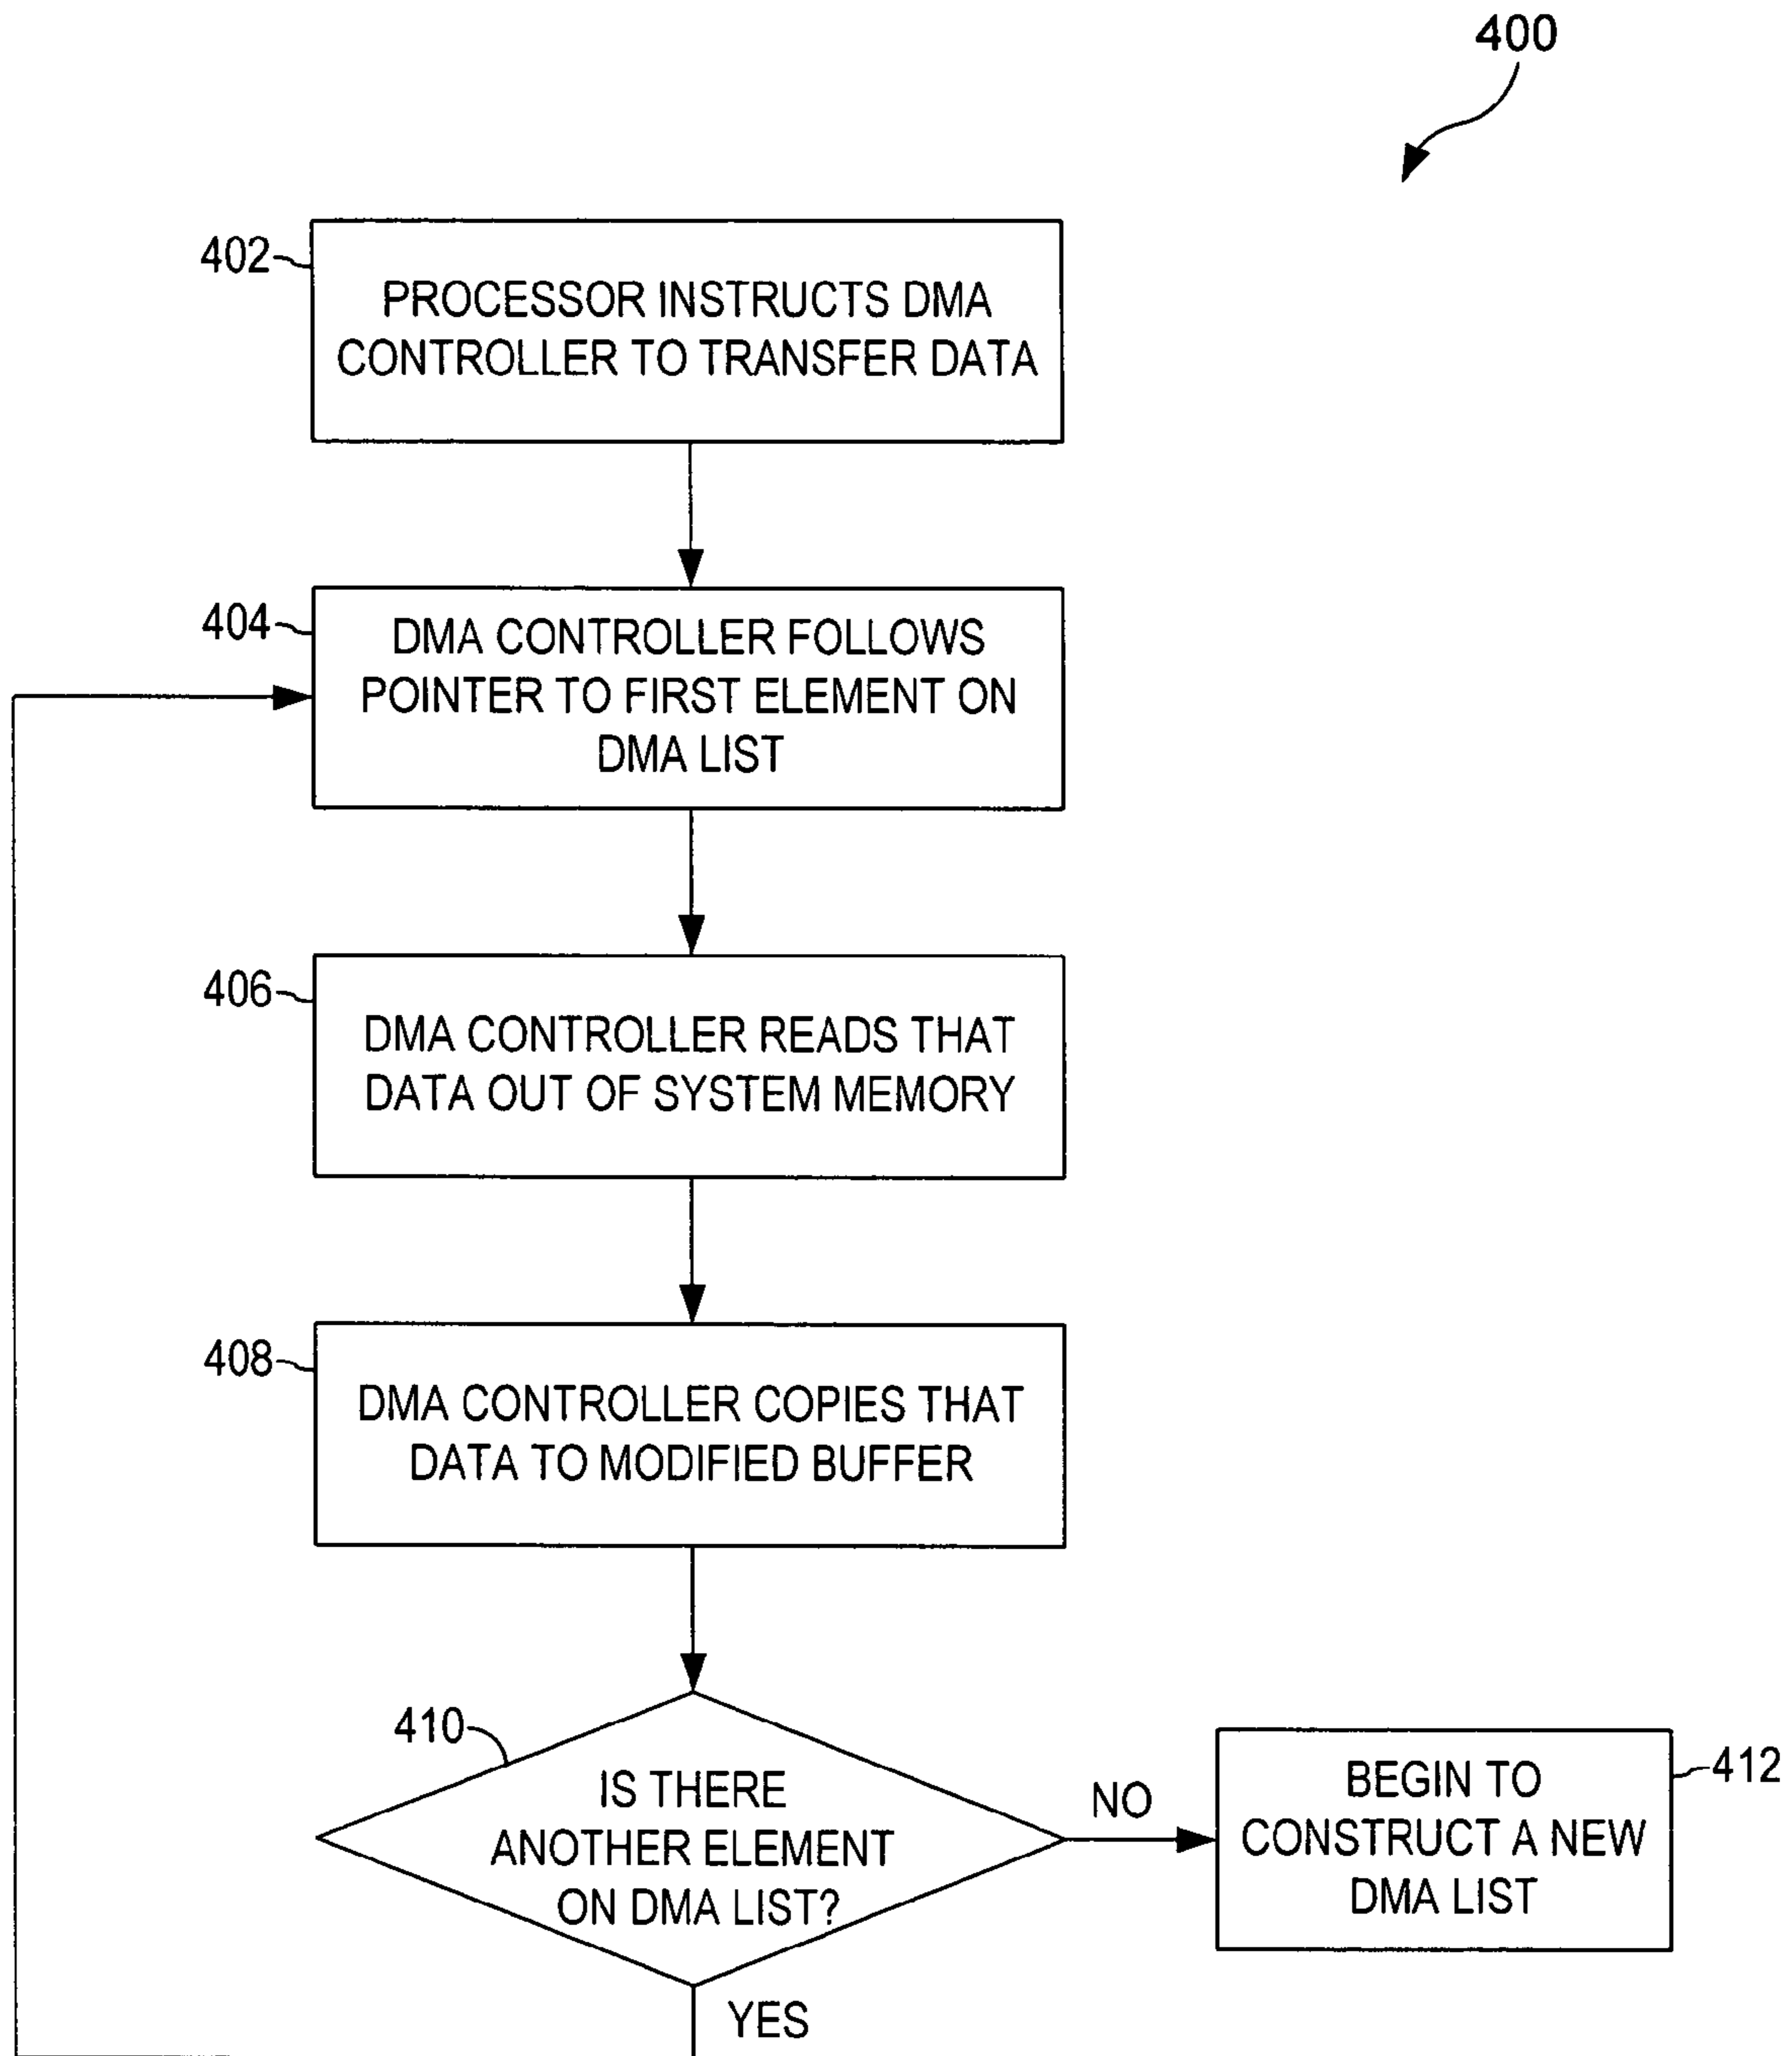 400
402
PROCESSOR INSTRUCTS DMA
CONTROLLER TO TRANSFER DATA
404
DMA CONTROLLER FOLLOWS
POINTER TO FIRST ELEMENT ON
DMA LIST
406
DMA CONTROLLER READS THAT
DATA OUT OF SYSTEM MEMORY
408
DMA CONTROLLER COPIES THAT
DATA TO MODIFIED BUFFER
410
IS THERE
ANOTHER ELEMENT
ON DMA LIST?
NO
BEGIN TO
CONSTRUCT A NEW
DMA LIST
412
YES